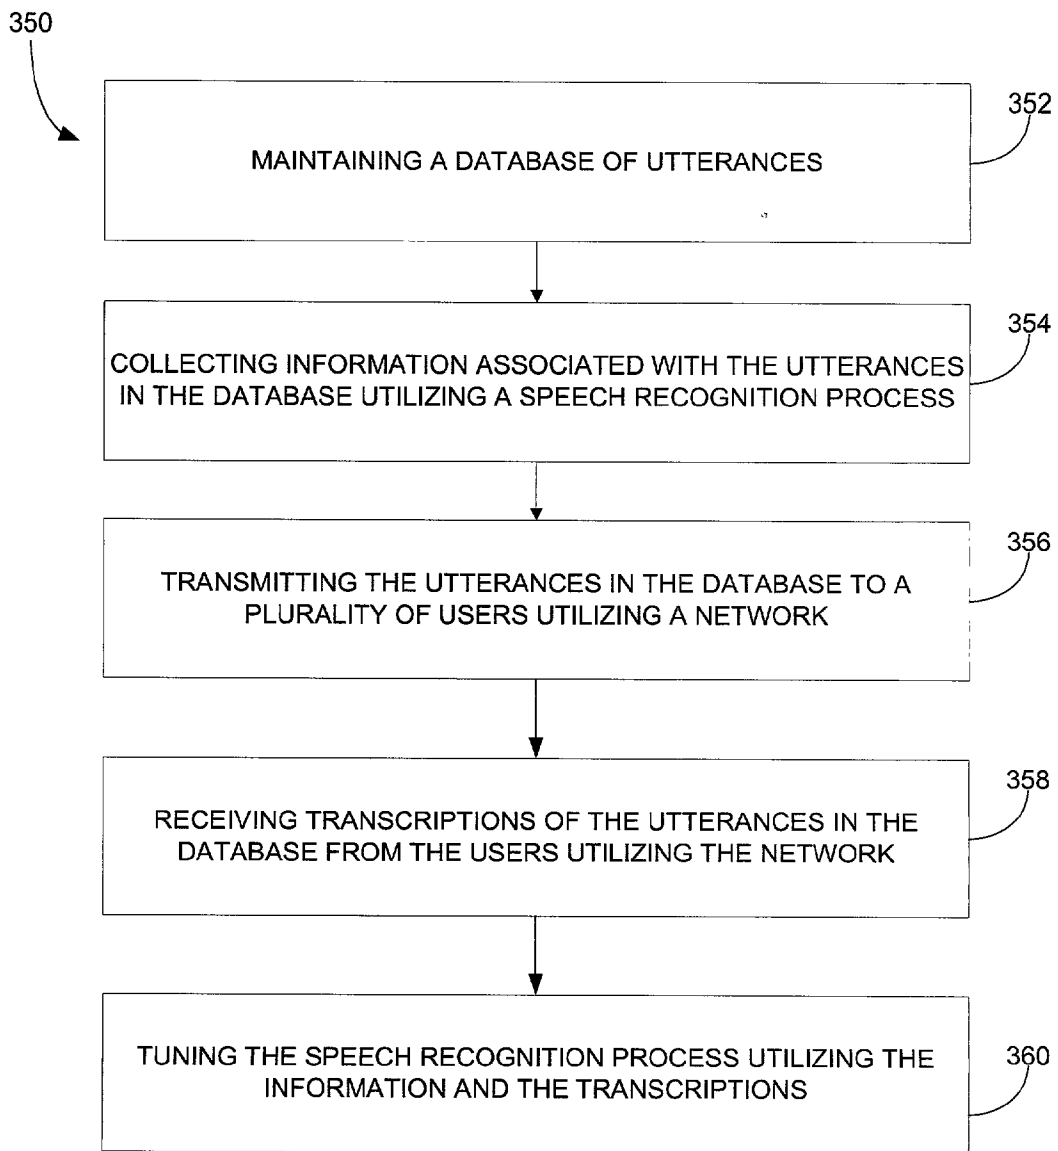 350
352
MAINTAINING A DATABASE OF UTTERANCES
354
COLLECTING INFORMATION ASSOCIATED WITH THE UTTERANCES
IN THE DATABASE UTILIZING A SPEECH RECOGNITION PROCESS
356
TRANSMITTING THE UTTERANCES IN THE DATABASE TO A
PLURALITY OF USERS UTILIZING A NETWORK
358
RECEIVING TRANSCRIPTIONS OF THE UTTERANCES IN THE
DATABASE FROM THE USERS UTILIZING THE NETWORK
360
TUNING THE SPEECH RECOGNITION PROCESS UTILIZING THE
INFORMATION AND THE TRANSCRIPTIONS